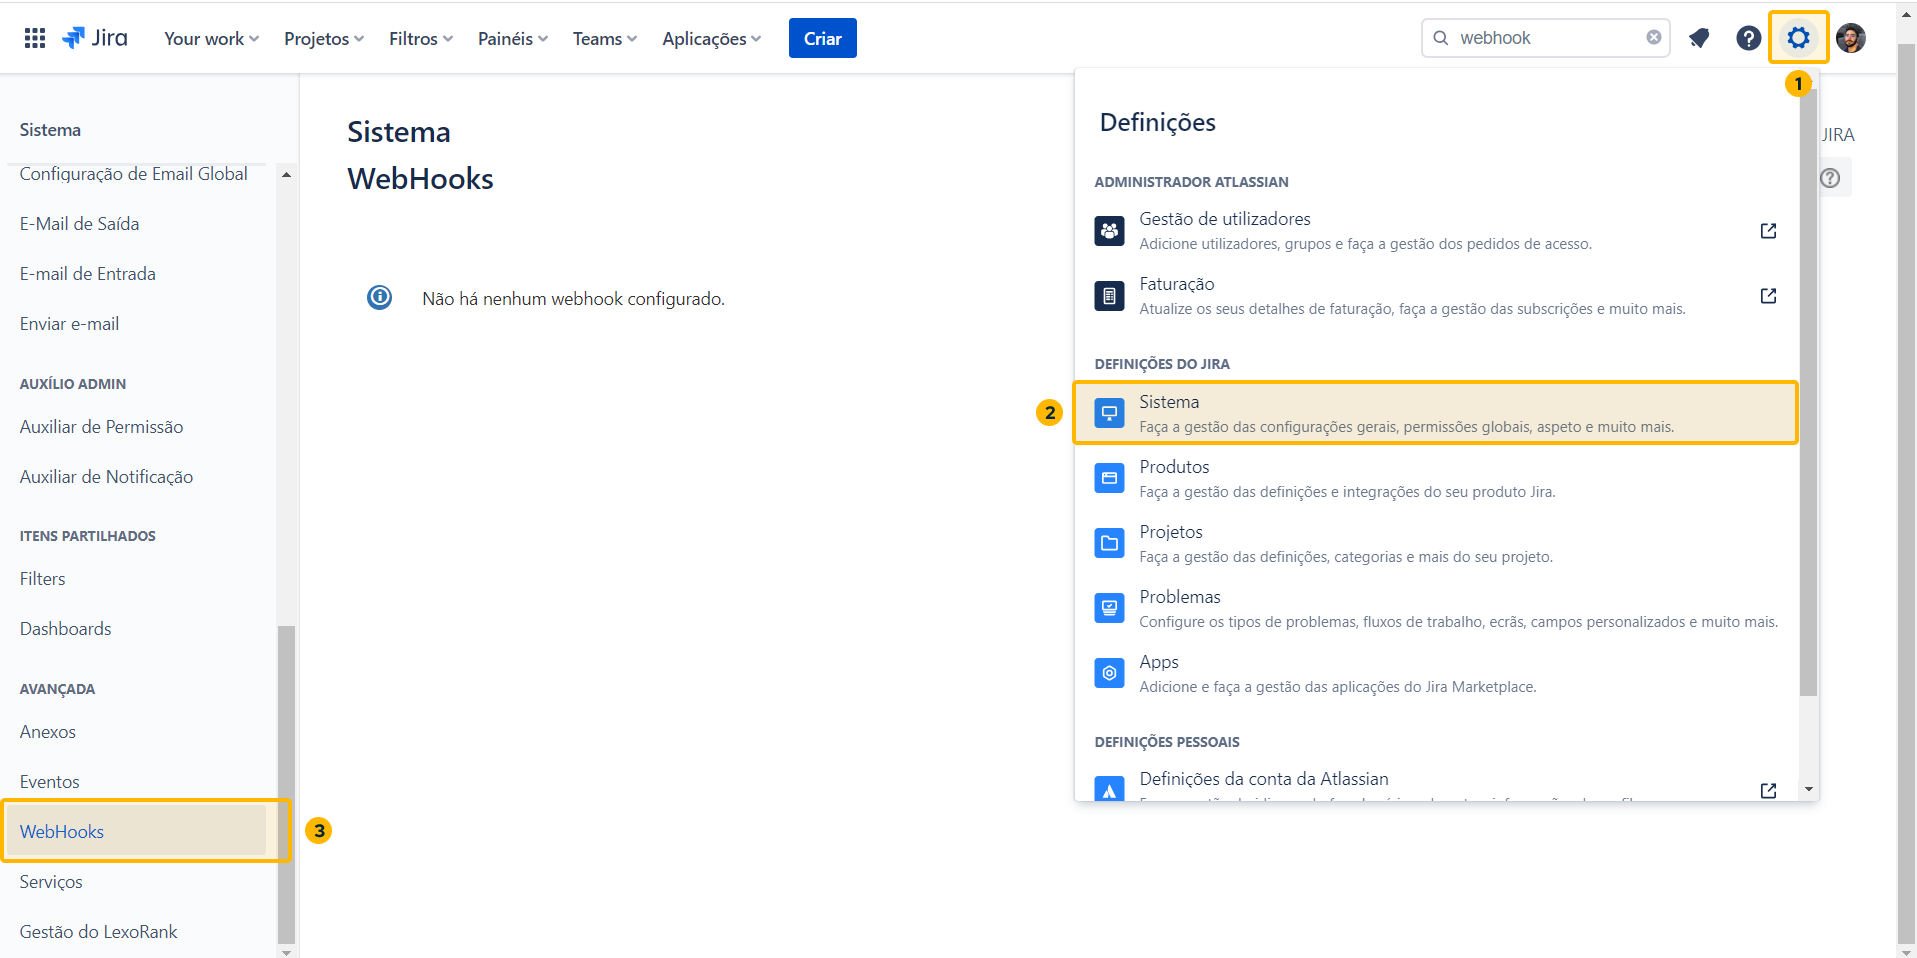 Jira
Your work
Projetos
Filtros
Painéis
Teams
Aplicações
Criar
webhook
1
Sistema
Configuração de Email Global
E-Mail de Saída
E-mail de Entrada
Enviar e-mail
AUXÍLIO ADMIN
Auxiliar de Permissão
Auxiliar de Notificação
ITENS PARTILHADOS
Filters
Dashboards
AVANÇADA
Anexos
Eventos
WebHooks
3
Serviços
Gestão do LexoRank
Sistema
WebHooks
Não há nenhum webhook configurado.
JIRA
Definições
ADMINISTRADOR ATLASSIAN
Gestão de utilizadores
Adicione utilizadores, grupos e faça a gestão dos pedidos de acesso.
Faturação
Atualize os seus detalhes de faturação, faça a gestão das subscrições e muito mais.
DEFINIÇÕES DO JIRA
2
Sistema
Faça a gestão das configurações gerais, permissões globais, aspeto e muito mais.
Produtos
Faça a gestão das definições e integrações do seu produto Jira.
Projetos
Faça a gestão das definições, categorias e mais do seu projeto.
Problemas
Configure os tipos de problemas, fluxos de trabalho, ecrãs, campos personalizados e muito mais.
Apps
Adicione e faça a gestão das aplicações do Jira Marketplace.
DEFINIÇÕES PESSOAIS
Definições da conta da Atlassian